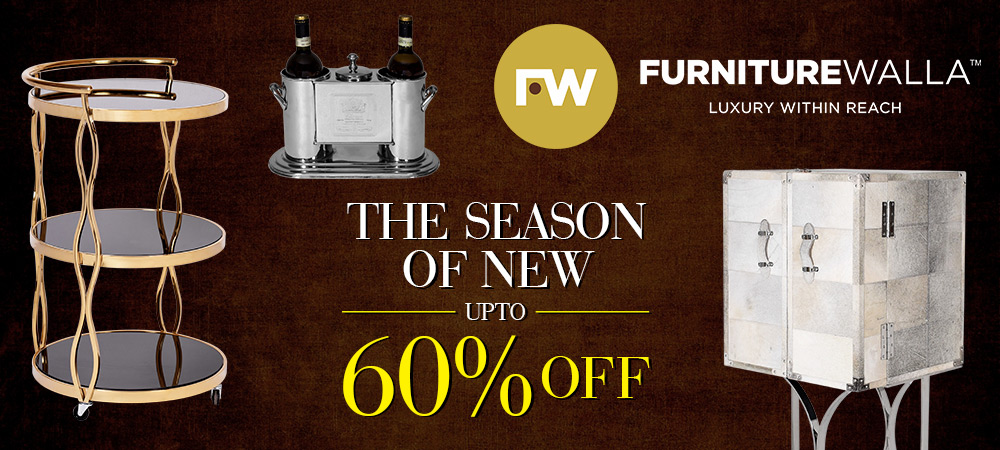 FW
FURNITUREWALLA™
LUXURY WITHIN REACH
THE SEASON
OF NEW
UPTO
60% OFF